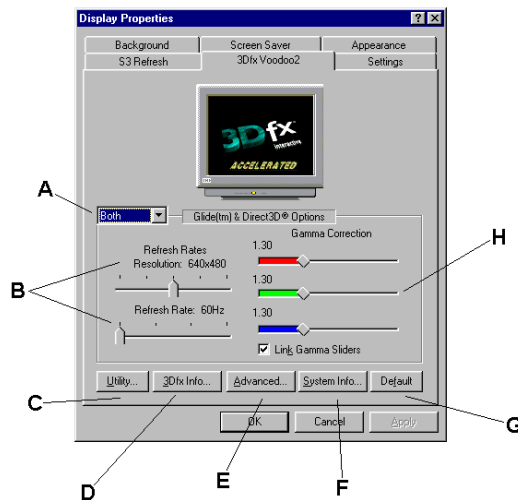 Display Properties
Background Screen Saver Appearance
S3 Refresh 3Dfx Voodoo2 Settings
3Dfx
interactive
ACCELERATED
A
Both
Glide(tm) & Direct3D® Options
Gamma Correction
Refresh Rates
Resolution: 640x480
1.30
H
B
1.30
Refresh Rate: 60Hz
1.30
Link Gamma Sliders
Utility... 3Dfx Info... Advanced... System Info... Default
C
OK Cancel Apply
G
D
E
F